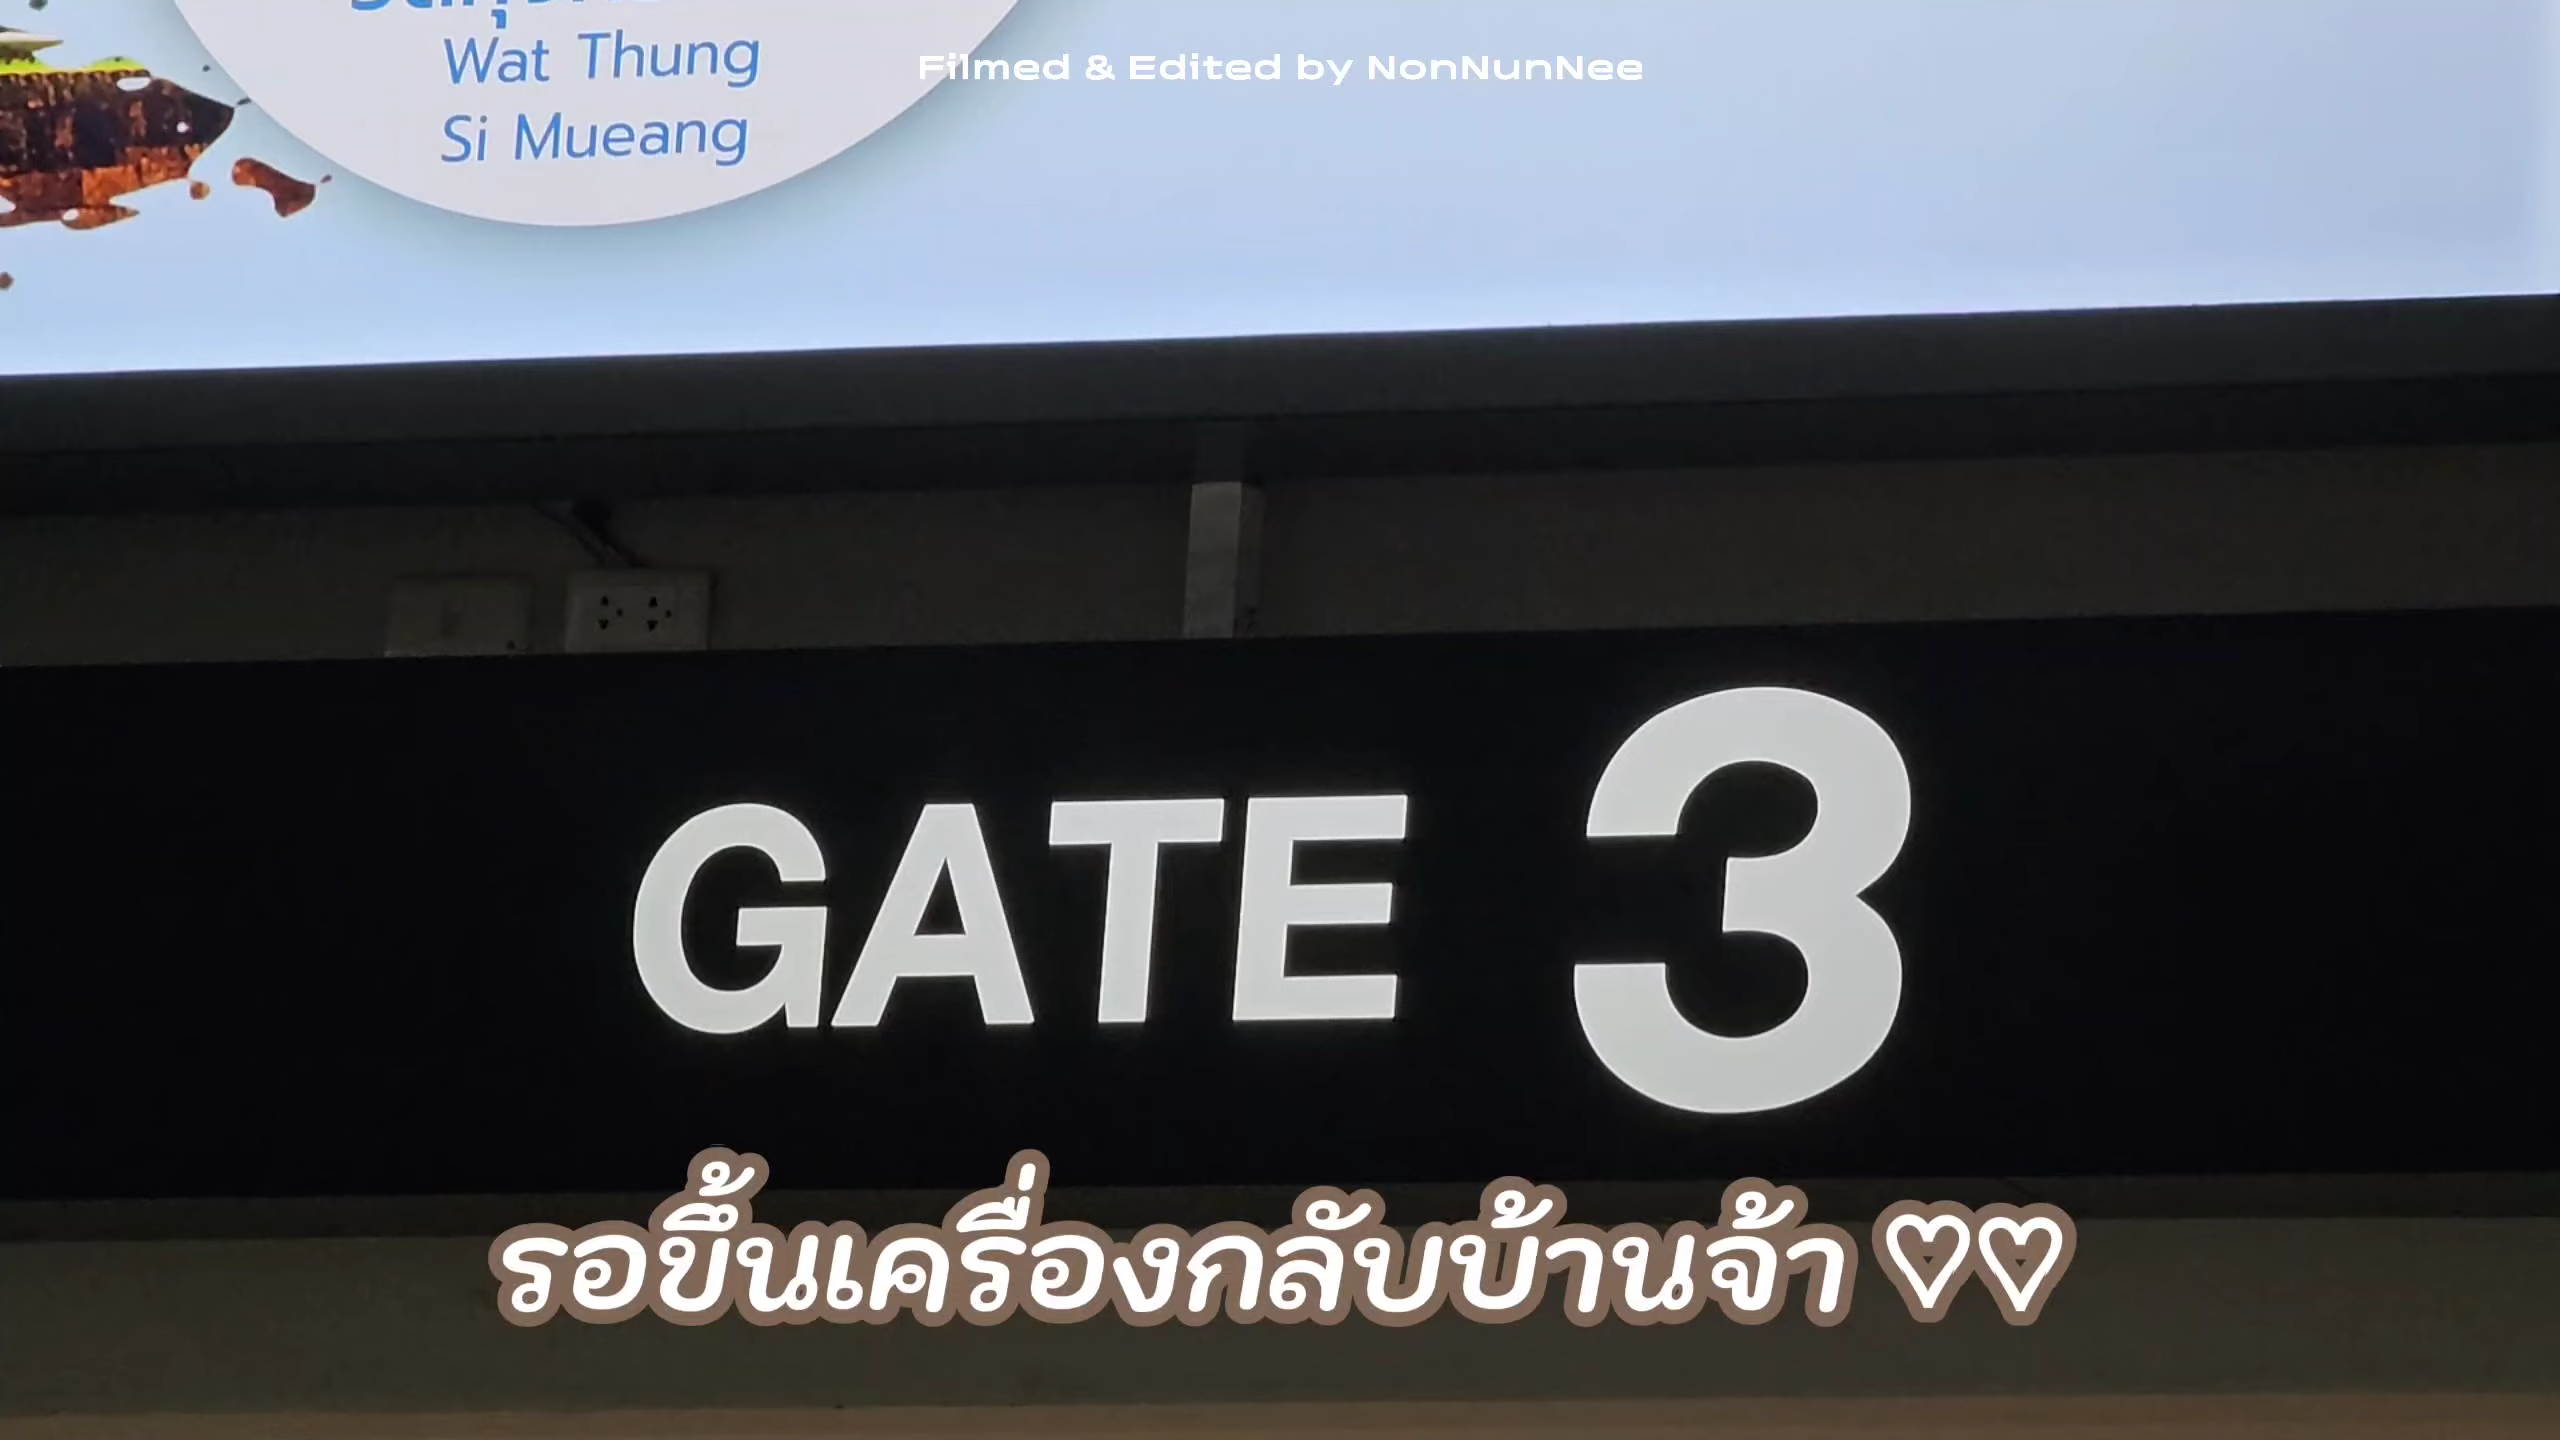 Filmed & Edited by NonNunNee
Wat Thung
Si Mueang
GATE 3
รอขึ้นเครื่องกลับบ้านจ้า ♡♡